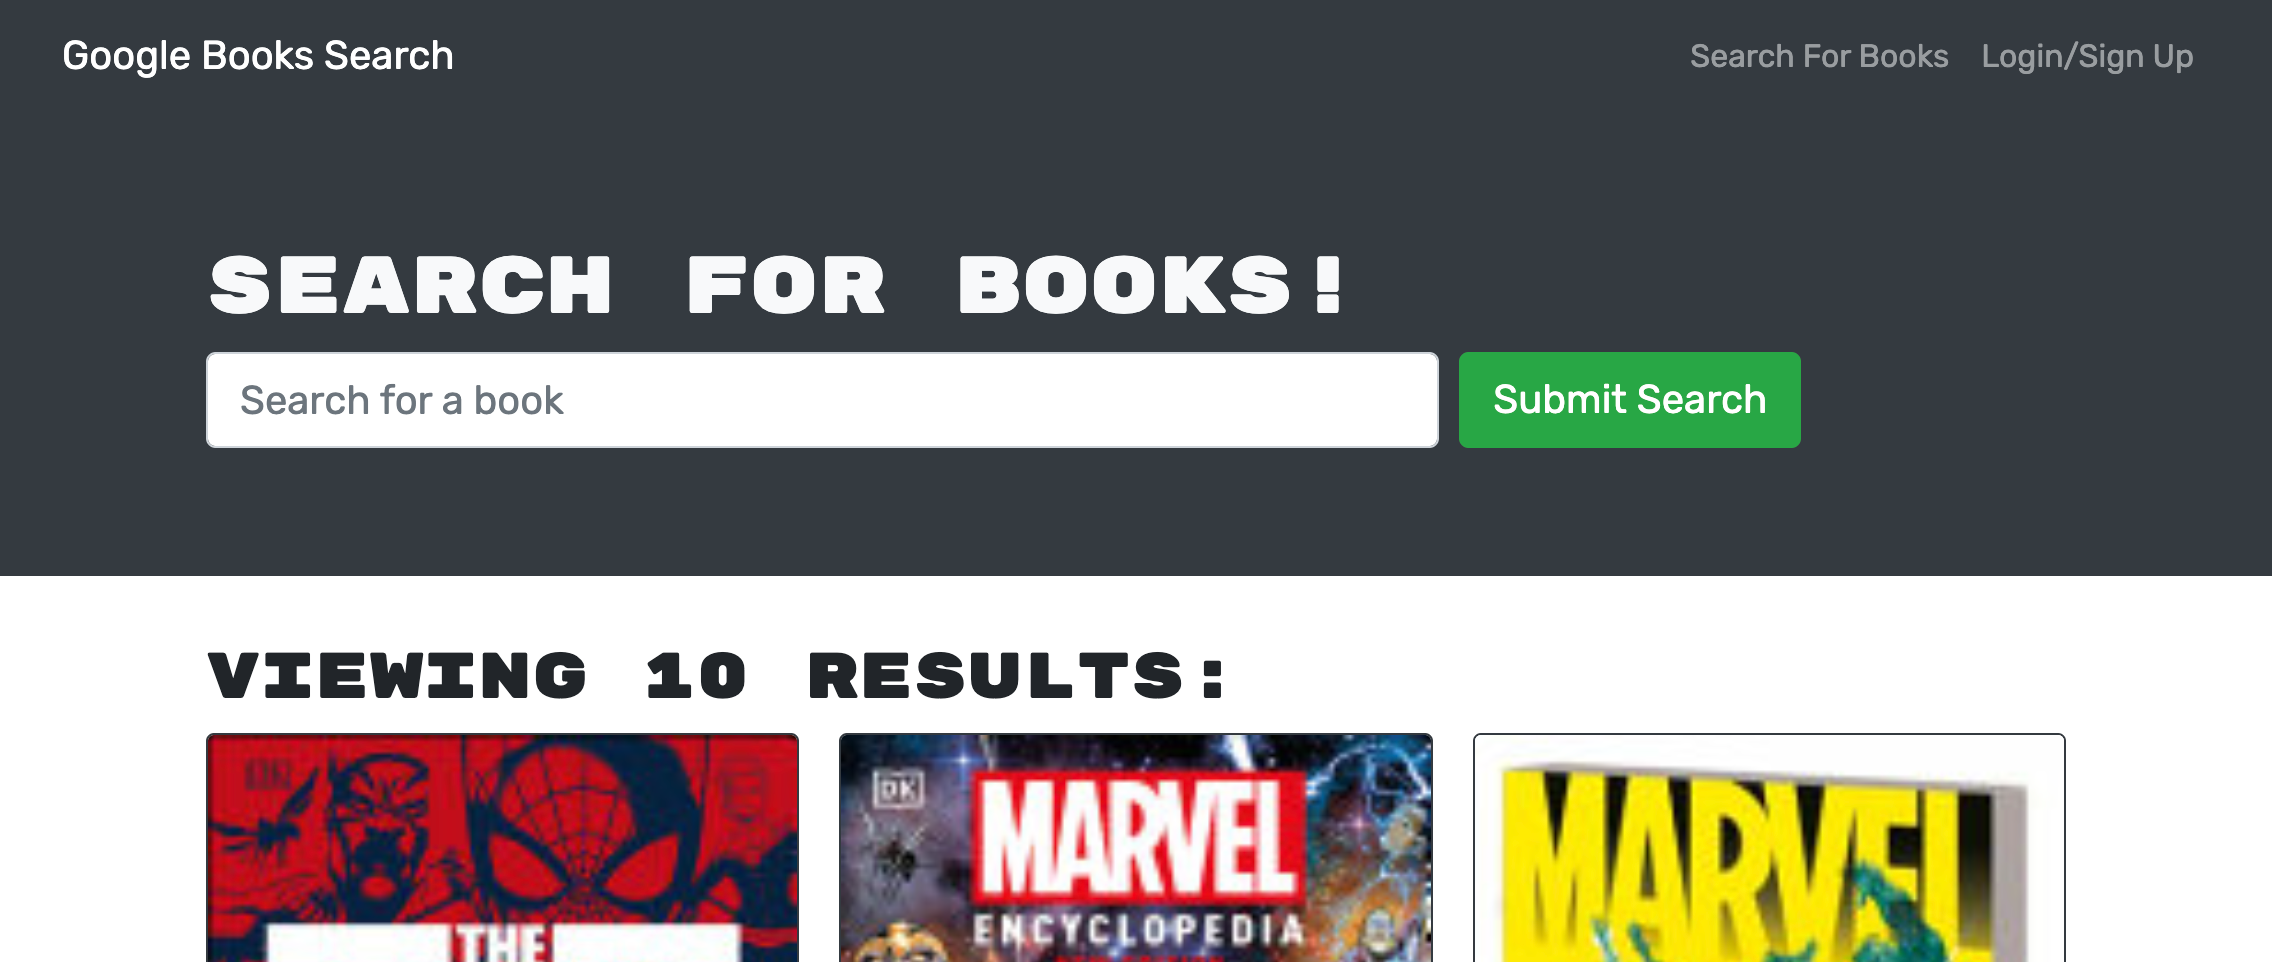 Google Books Search
Search For Books
Login/Sign Up
SEARCH FOR BOOKS!
Search for a book
Submit Search
VIEWING 10 RESULTS:
THE
DK
MARVEL
ENCYCLOPEDIA
MARVEL